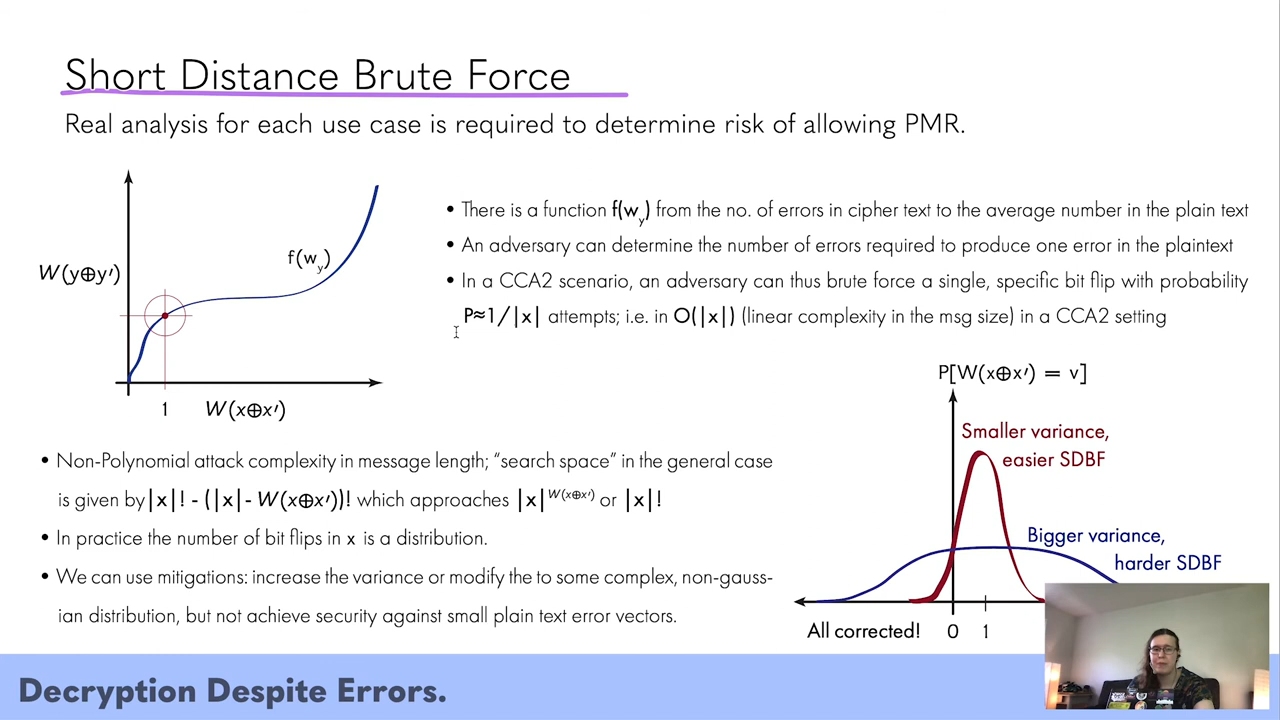 Short Distance Brute Force
Real analysis for each use case is required to determine risk of allowing PMR.
W(y⊕y′)
f(w_y)
1
W(x⊕x′)
• There is a function f(w_y) from the no. of errors in cipher text to the average number in the plain text
• An adversary can determine the number of errors required to produce one error in the plaintext
• In a CCA2 scenario, an adversary can thus brute force a single, specific bit flip with probability
P≈1/|x| attempts; i.e. in O(|x|) (linear complexity in the msg size) in a CCA2 setting
• Non-Polynomial attack complexity in message length; “search space” in the general case
is given by|x|! - (|x|- W(x⊕x′))! which approaches |x|^W(x⊕x′) or |x|!
• In practice the number of bit flips in x is a distribution.
• We can use mitigations: increase the variance or modify the to some complex, non-gauss-
ian distribution, but not achieve security against small plain text error vectors.
P[W(x⊕x′) = v]
Smaller variance,
easier SDBF
Bigger variance,
harder SDBF
All corrected!
0
1
Decryption Despite Errors.